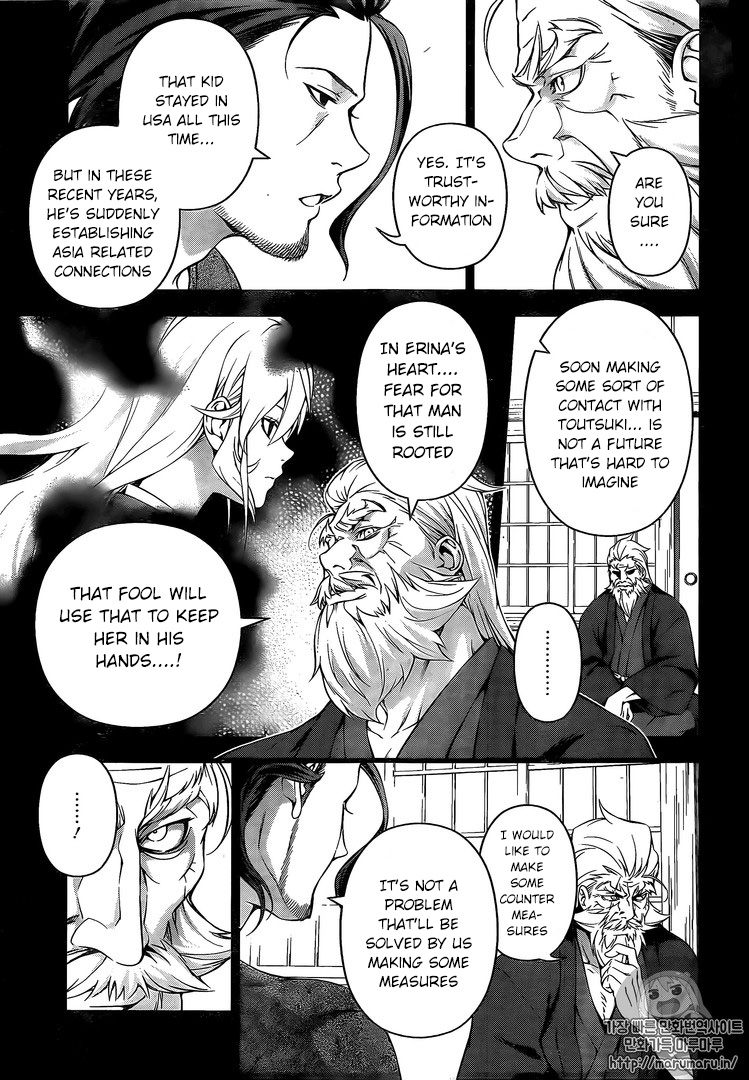 ARE
YOU
SURE
....
YES. IT'S
TRUST-
WORTHY IN-
FORMATION
THAT KID
STAYED IN
USA ALL THIS
TIME...
BUT IN THESE
RECENT YEARS,
HE'S SUDDENLY
ESTABLISHING
ASIA RELATED
CONNECTIONS
SOON MAKING
SOME SORT OF
CONTACT WITH
TOUTSUKI... IS
NOT A FUTURE
THAT'S HARD TO
IMAGINE
.........
IN ERINA'S
HEART....
FEAR FOR
THAT MAN
IS STILL
ROOTED
THAT FOOL WILL
USE THAT TO KEEP
HER IN HIS
HANDS....!
I WOULD
LIKE TO
MAKE
SOME
COUNTER
MEA-
SURES
IT'S NOT A
PROBLEM
THAT'LL BE
SOLVED BY US
MAKING SOME
MEASURES
.....!
가장 빠른 만화번역사이트
만화가득 마루마루
http://marumaru.in/